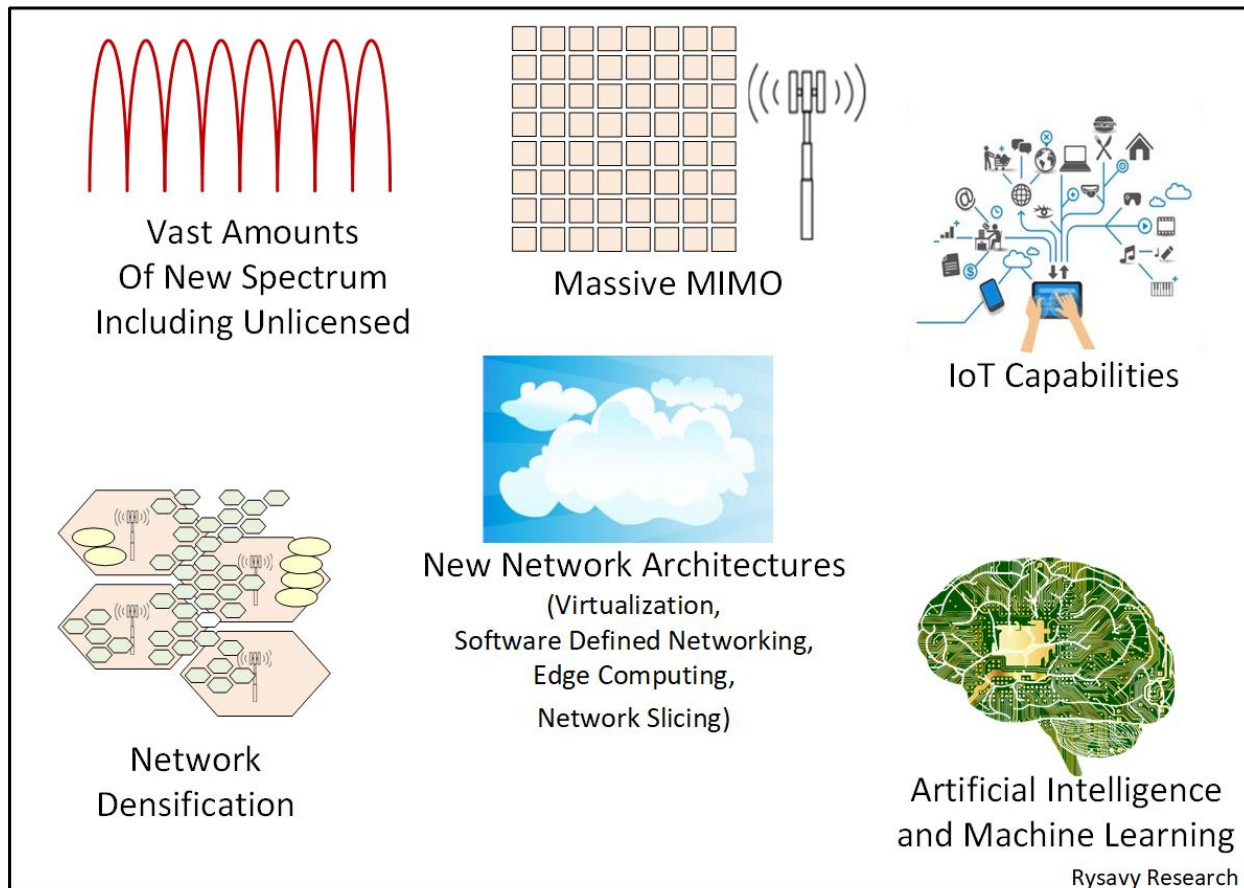 Vast Amounts
Of New Spectrum
Including Unlicensed
Massive MIMO
IoT Capabilities
New Network Architectures
(Virtualization,
Software Defined Networking,
Edge Computing,
Network Slicing)
Network
Densification
Artificial Intelligence
and Machine Learning
Rysavy Research